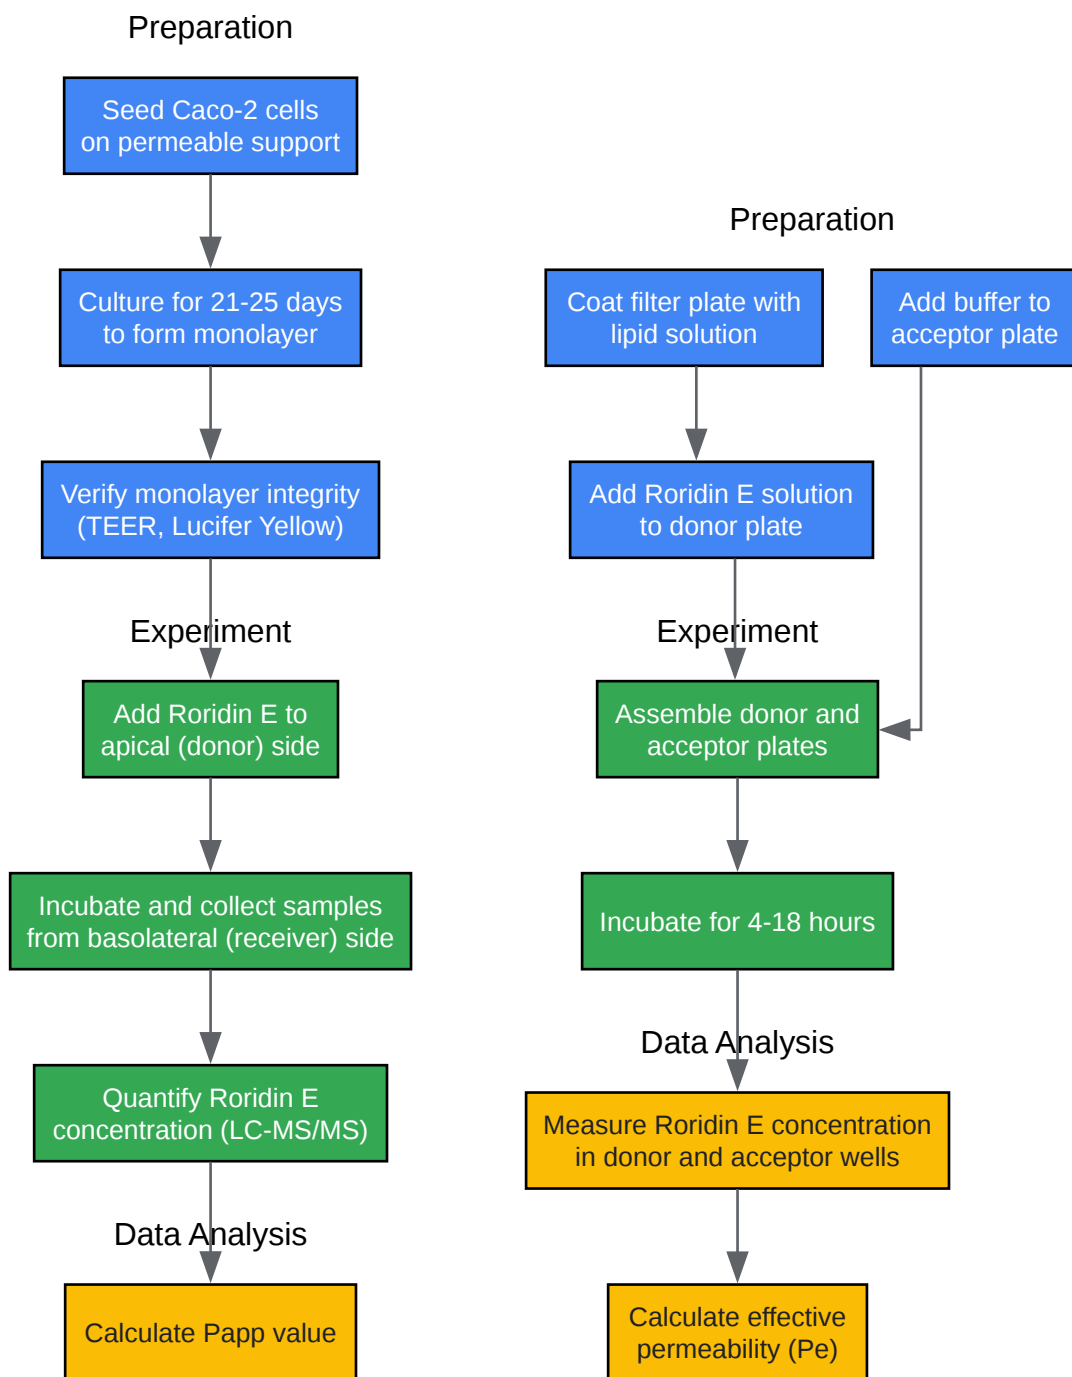 Preparation
Seed Caco-2 cells
on permeable support
Culture for 21-25 days
to form monolayer
Verify monolayer integrity
(TEER, Lucifer Yellow)
Experiment
Add Roridin E to
apical (donor) side
Incubate and collect samples
from basolateral (receiver) side
Quantify Roridin E
concentration (LC-MS/MS)
Data Analysis
Calculate Papp value
Preparation
Coat filter plate with
lipid solution
Add buffer to
acceptor plate
Add Roridin E solution
to donor plate
Experiment
Assemble donor and
acceptor plates
Incubate for 4-18 hours
Data Analysis
Measure Roridin E concentration
in donor and acceptor wells
Calculate effective
permeability (Pe)